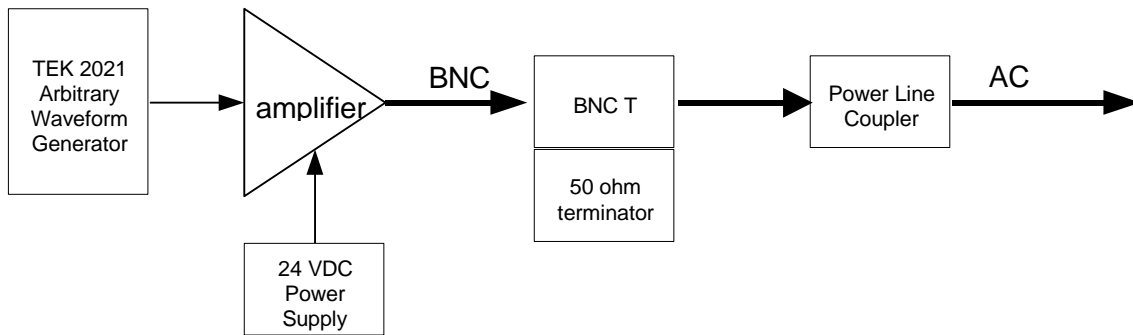 TEK 2021
Arbitrary
Waveform
Generator
amplifier
24 VDC
Power
Supply
BNC
BNC T
50 ohm
terminator
Power Line
Coupler
AC